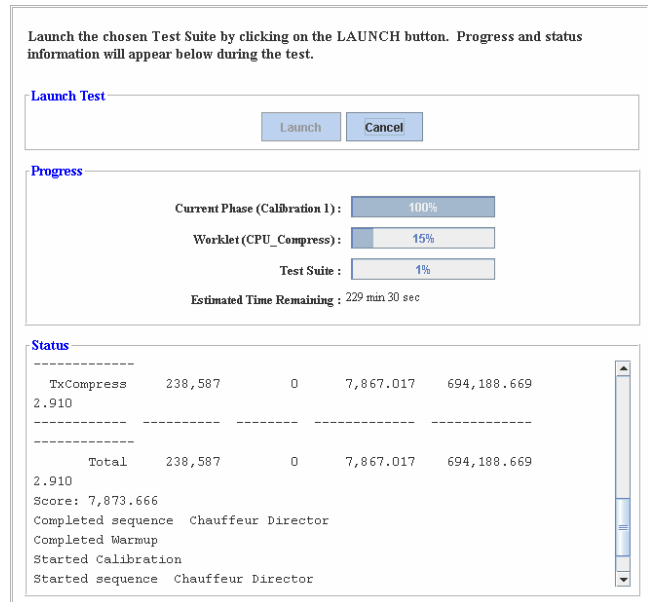 Launch the chosen Test Suite by clicking on the LAUNCH button.  Progress and status
information will appear below during the test.
Launch Test
Launch Cancel
Progress
Current Phase (Calibration 1) : 100%
Worklet (CPU_Compress) : 15%
Test Suite : 1%
Estimated Time Remaining : 229 min 30 sec
Status
-------------
TxCompress 238,587 0 7,867.017 694,188.669
2.910
------------ ---------- -------- ------------- -------------
-------------
Total 238,587 0 7,867.017 694,188.669
2.910
Score: 7,873.666
Completed sequence  Chauffeur Director
Completed Warmup
Started Calibration
Started sequence  Chauffeur Director